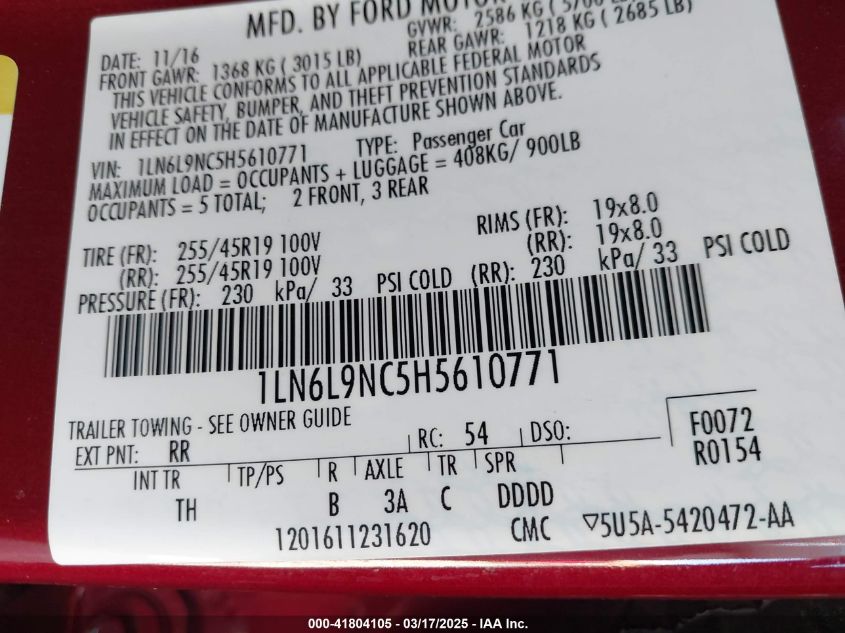 MFD. BY FORD MOTOR
DATE: 11/16 GVWR: 2586 KG
FRONT GAWR: 1368 KG ( 3015 LB) REAR GAWR: 1218 KG ( 2685 LB)
THIS VEHICLE CONFORMS TO ALL APPLICABLE FEDERAL MOTOR
VEHICLE SAFETY, BUMPER, AND THEFT PREVENTION STANDARDS
IN EFFECT ON THE DATE OF MANUFACTURE SHOWN ABOVE.
VIN: 1LN6L9NC5H5610771 TYPE: Passenger Car
MAXIMUM LOAD = OCCUPANTS + LUGGAGE = 408KG/ 900LB
OCCUPANTS = 5 TOTAL; 2 FRONT, 3 REAR
TIRE (FR): 255/45R19 100V RIMS (FR): 19x8.0
(RR): 255/45R19 100V (RR): 19x8.0
PRESSURE (FR): 230 kPa/ 33 PSI COLD (RR): 230 kPa/ 33 PSI COLD
1LN6L9NC5H5610771
TRAILER TOWING - SEE OWNER GUIDE
EXT PNT: RR RC: 54 DSO: F0072
INT TR TP/PS R AXLE TR SPR R0154
TH B 3A C DDDD
1201611231620 CMC 5U5A-5420472-AA
000-41804105 - 03/17/2025 - IAA Inc.